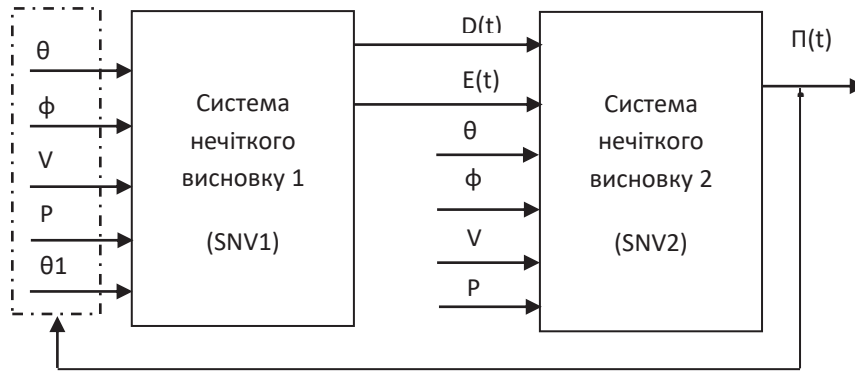 θ
ϕ
V
P
θ1
Система
нечіткого
висновку 1
(SNV1)
D(t)
E(t)
θ
ϕ
V
P
Система
нечіткого
висновку 2
(SNV2)
П(t)